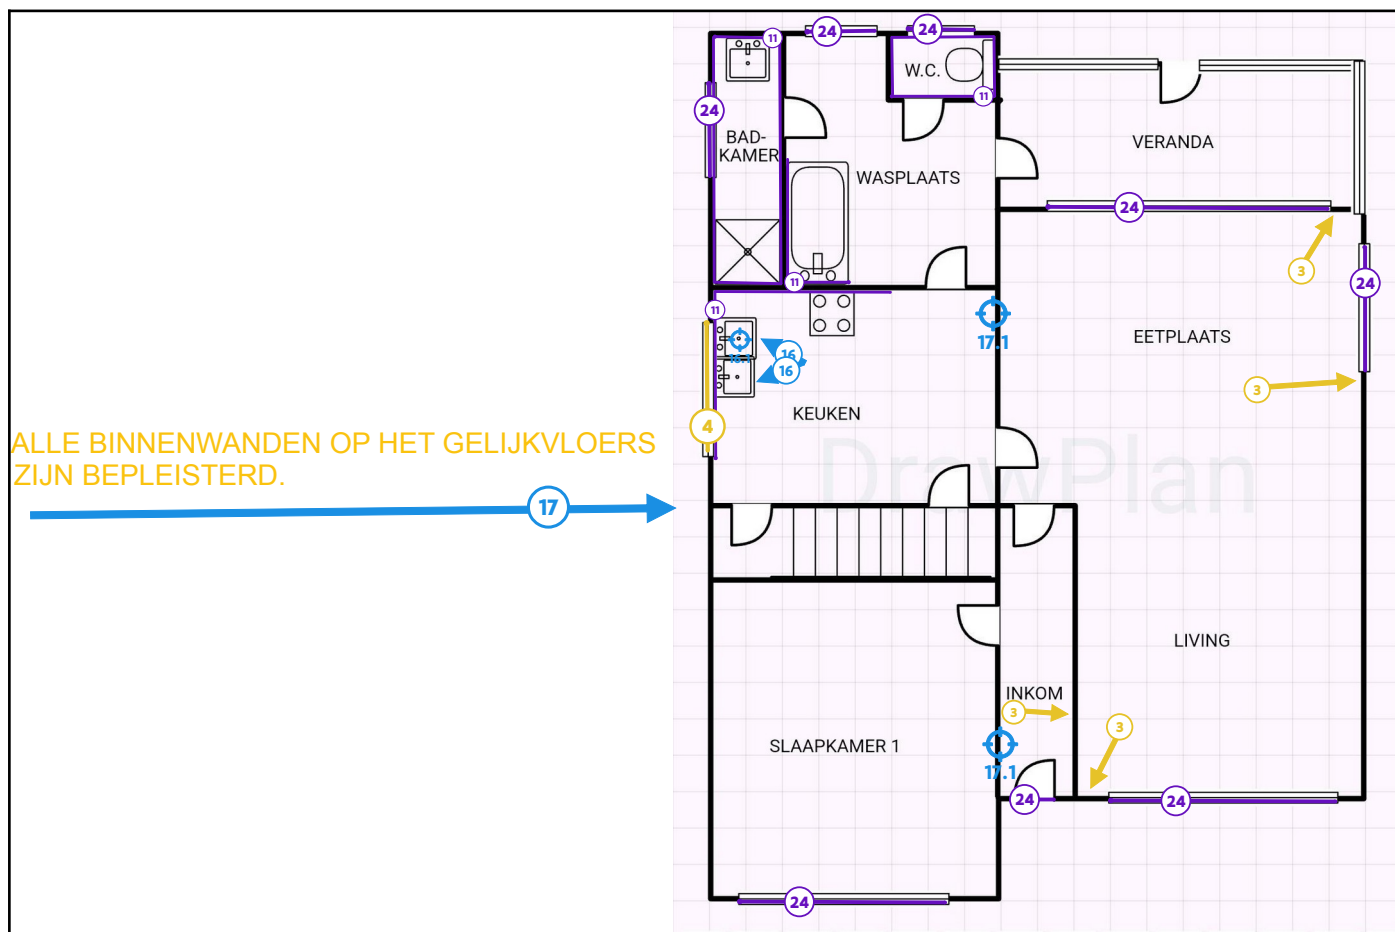 24
24
11
W.C.
11
24
BAD-
KAMER
VERANDA
WASPLAATS
24
3
11
24
11
17.1
EETPLAATS
16
16.1
16
3
KEUKEN
4
DrawPlan
ALLE BINNENWANDEN OP HET GELIJKVLOERS
ZIJN BEPLEISTERD.
17
LIVING
INKOM
3
3
SLAAPKAMER 1
17.1
24
24
24